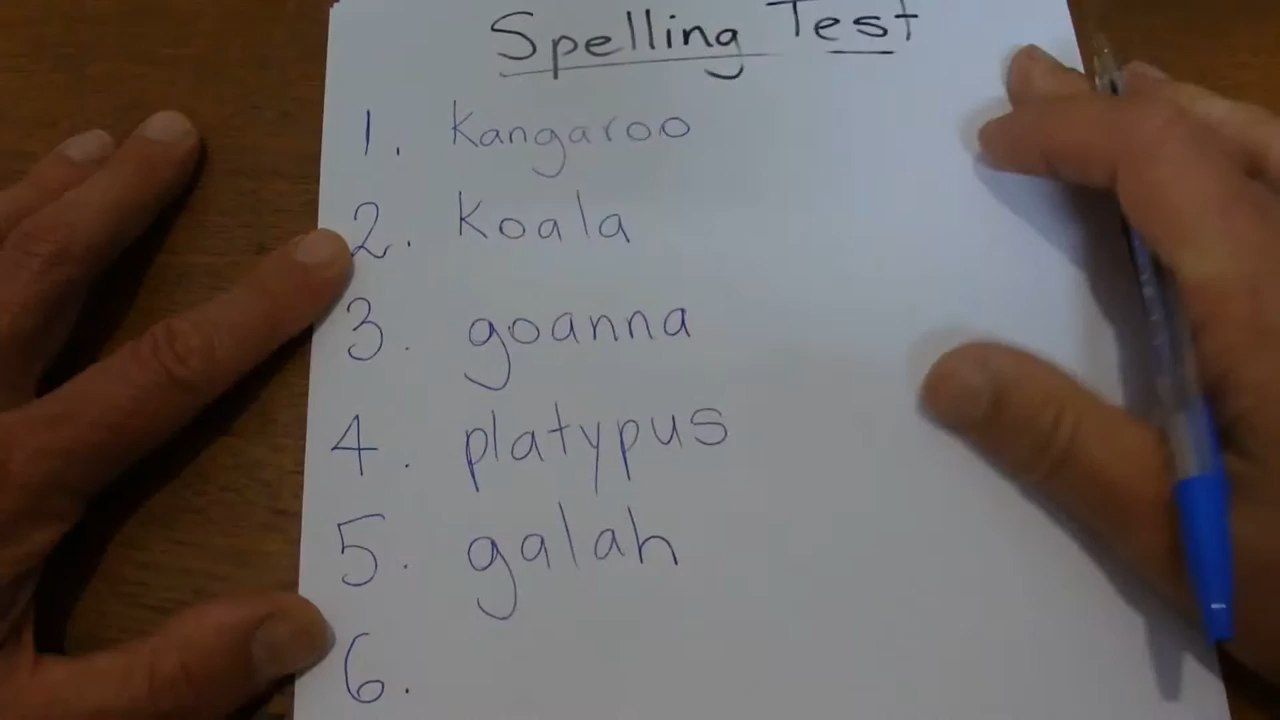 Spelling Test
1. Kangaroo
2. Koala
3. goanna
4. platypus
5. galah
6.